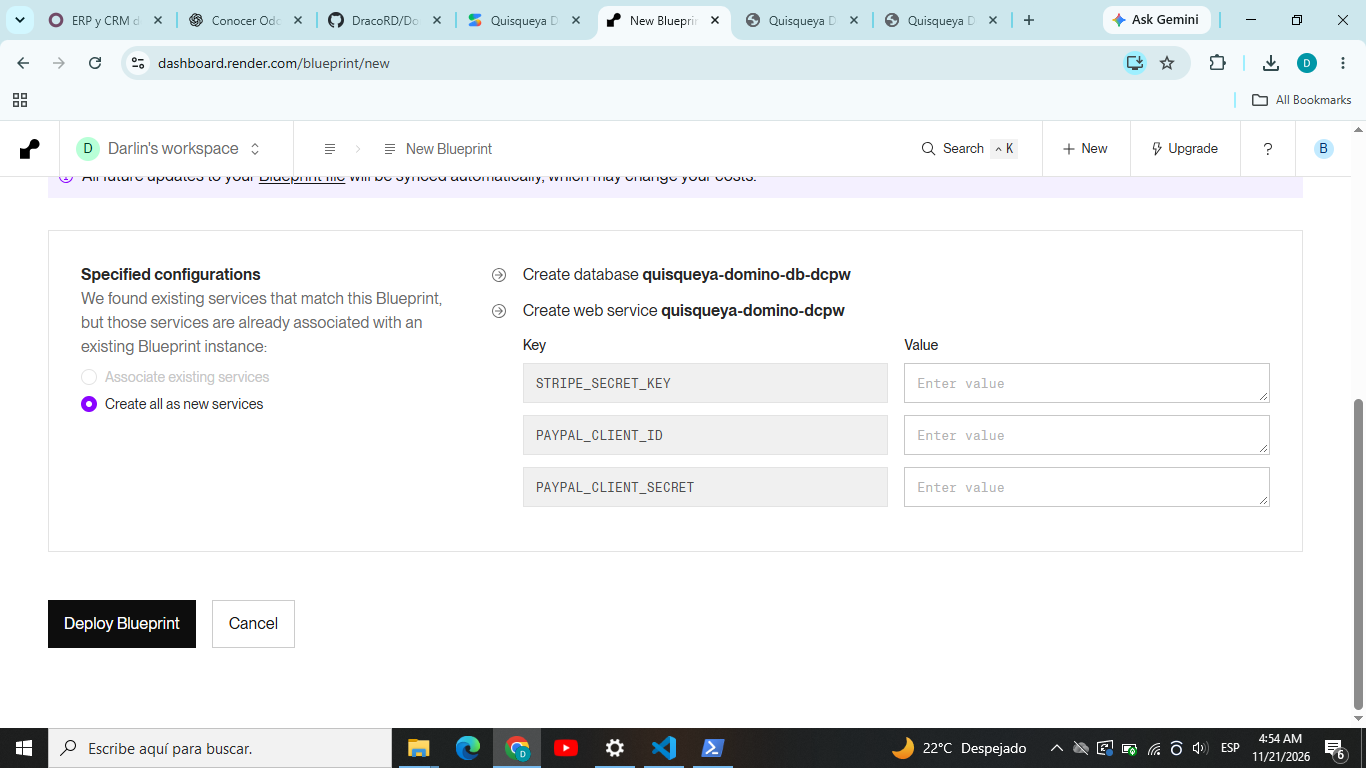 ERP y CRM de
Conocer Odo
DracoRD/Do
Quisqueya D
New Blueprin
Quisqueya D
Quisqueya D
Ask Gemini
dashboard.render.com/blueprint/new
D
All Bookmarks
D
Darlin's workspace
New Blueprint
Search
K
New
Upgrade
?
B
All future updates to your Blueprint file will be synced automatically, which may change your costs.
Specified configurations
We found existing services that match this Blueprint,
but those services are already associated with an
existing Blueprint instance:
Associate existing services
Create all as new services
Create database quisqueya-domino-db-dcpw
Create web service quisqueya-domino-dcpw
Key
Value
STRIPE_SECRET_KEY
Enter value
PAYPAL_CLIENT_ID
Enter value
PAYPAL_CLIENT_SECRET
Enter value
Deploy Blueprint
Cancel
Escribe aquí para buscar.
22°C Despejado
ESP
4:54 AM
11/21/2026
6